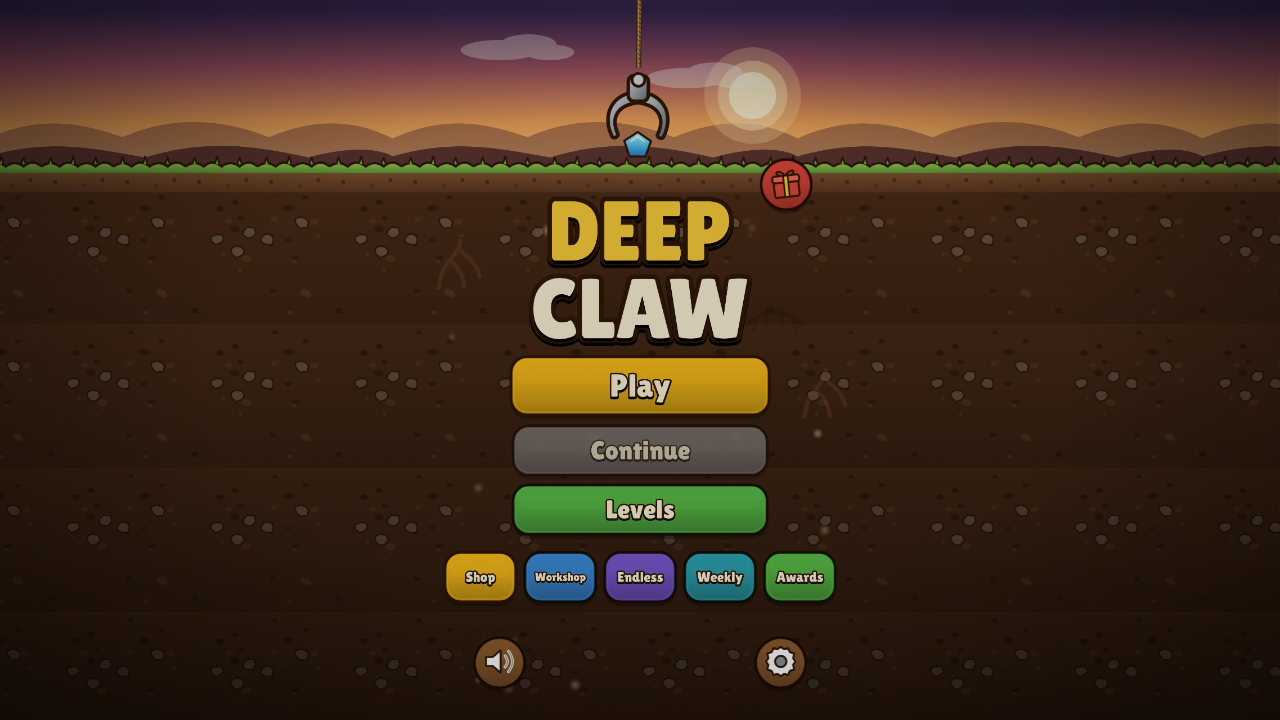 DEEP
CLAW
Play
Continue
Levels
Shop
Workshop
Endless
Weekly
Awards